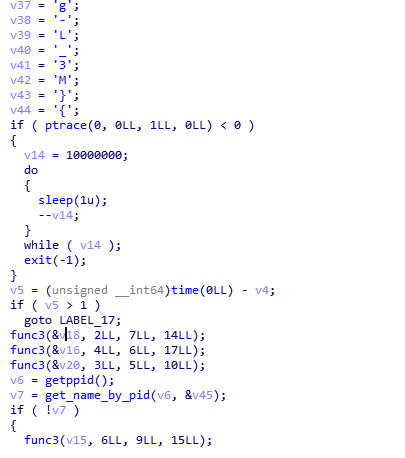 v37 = 'g';
v38 = '-';
v39 = 'L';
v40 = '_';
v41 = '3';
v42 = 'M';
v43 = '}';
v44 = '{';
if ( ptrace(0, 0LL, 1LL, 0LL) < 0 )
{
v14 = 10000000;
do
{
sleep(1u);
--v14;
}
while ( v14 );
exit(-1);
}
v5 = (unsigned __int64)time(0LL) - v4;
if ( v5 > 1 )
goto LABEL_17;
func3(&v18, 2LL, 7LL, 14LL);
func3(&v16, 4LL, 6LL, 17LL);
func3(&v20, 3LL, 5LL, 10LL);
v6 = getppid();
v7 = get_name_by_pid(v6, &v45);
if ( !v7 )
{
func3(v15, 6LL, 9LL, 15LL);